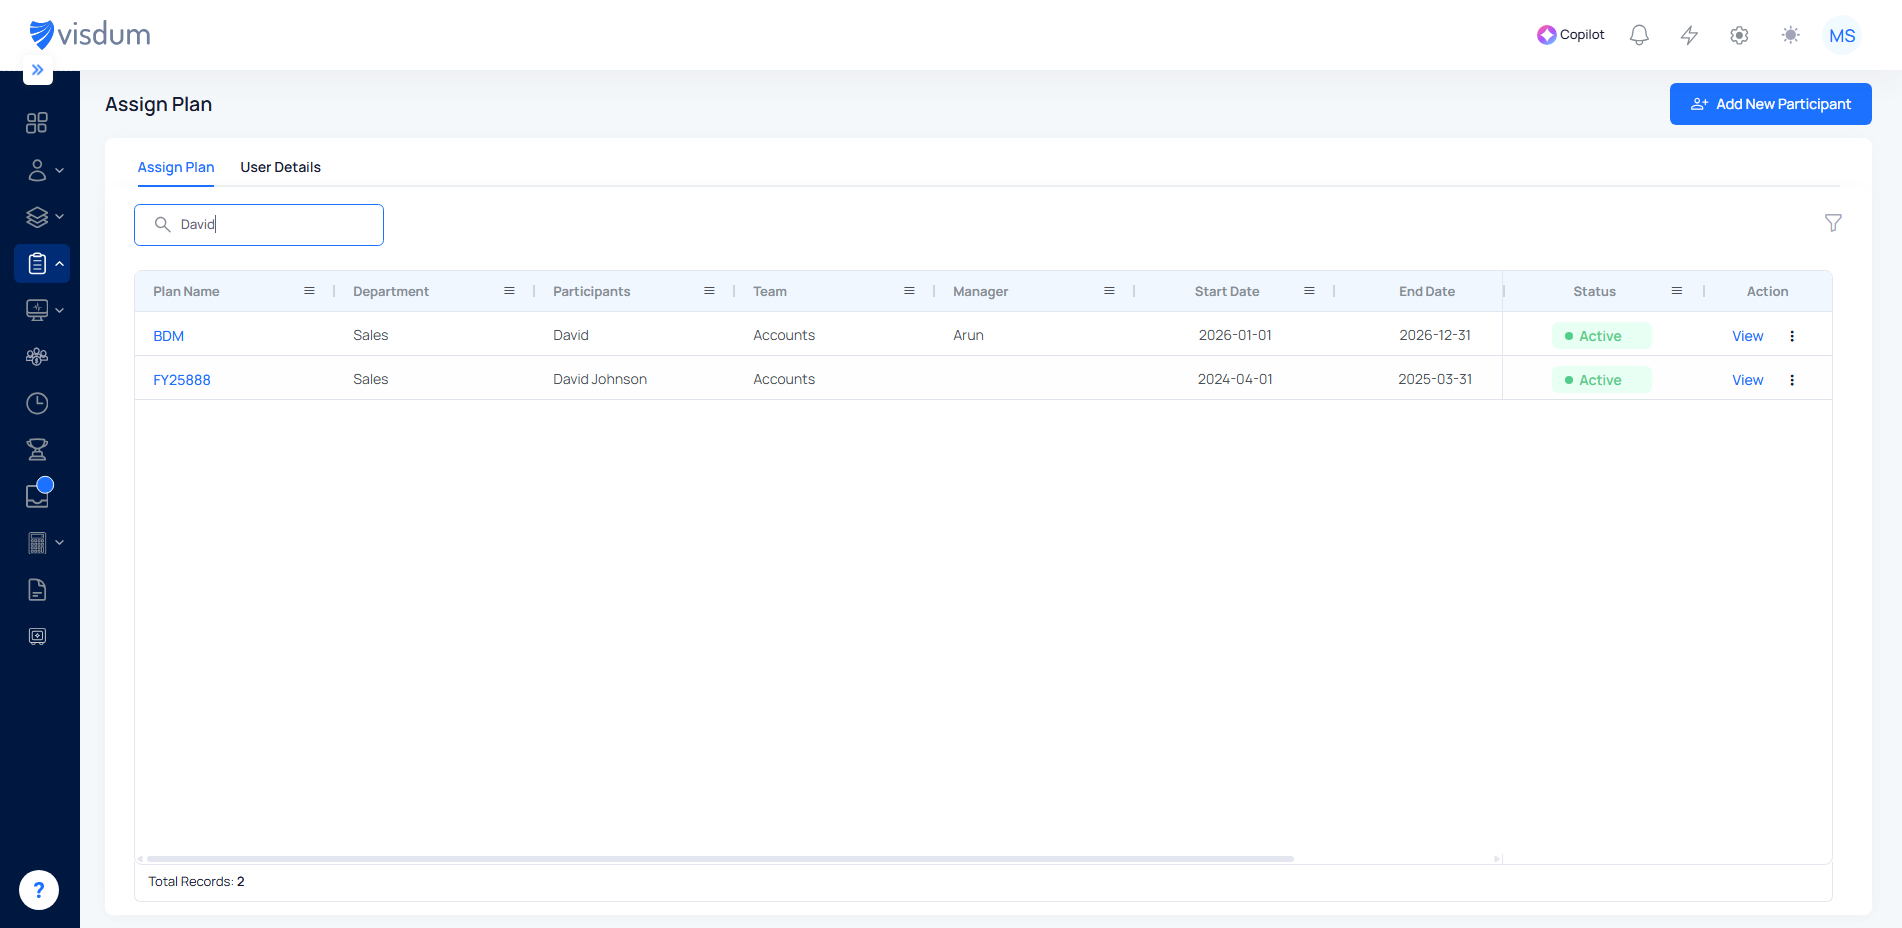 visdum
Copilot
MS
Assign Plan
Add New Participant
Assign Plan User Details
David
Plan Name Department Participants Team Manager Start Date End Date Status Action
BDM Sales David Accounts Arun 2026-01-01 2026-12-31 Active View
FY25888 Sales David Johnson Accounts 2024-04-01 2025-03-31 Active View
Total Records: 2
?